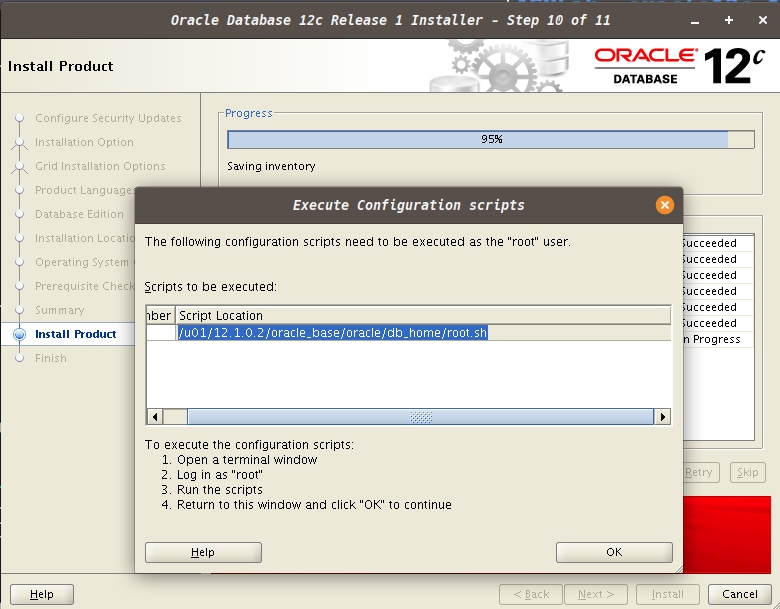 Oracle Database 12c Release 1 Installer - Step 10 of 11
Install Product
ORACLE
DATABASE
12c
Configure Security Updates
Installation Option
Grid Installation Options
Product Languages
Database Edition
Installation Locatio
Operating System
Prerequisite Check
Summary
Install Product
Finish
Progress
95%
Saving inventory
Succeeded
Succeeded
Succeeded
Succeeded
Succeeded
Succeeded
n Progress
Retry
Skip
Execute Configuration scripts
The following configuration scripts need to be executed as the "root" user.
Scripts to be executed:
nber Script Location
/u01/12.1.0.2/oracle_base/oracle/db_home/root.sh
To execute the configuration scripts:
1. Open a terminal window
2. Log in as "root"
3. Run the scripts
4. Return to this window and click "OK" to continue
Help
OK
Help
< Back
Next >
Install
Cancel